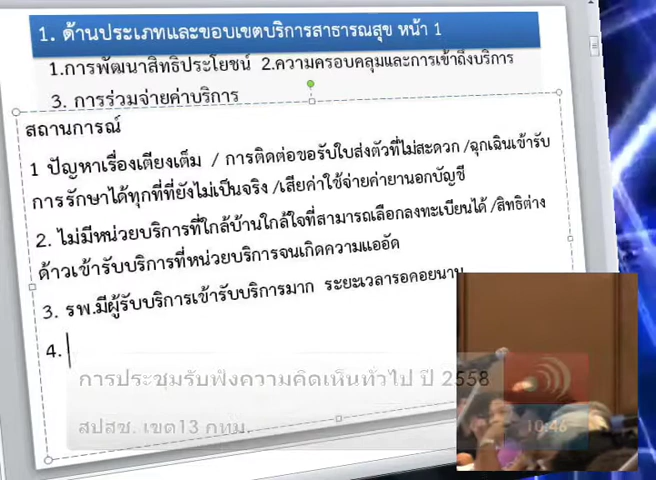 1. ด้านประเภทและขอบเขตบริการสาธารณสุข หน้า 1
1.การพัฒนาสิทธิประโยชน์ 2.ความครอบคลุมและการเข้าถึงบริการ
3. การร่วมจ่ายค่าบริการ
สถานการณ์
1 ปัญหาเรื่องเตียงเต็ม / การติดต่อขอรับใบส่งตัวที่ไม่สะดวก /ฉุกเฉินเข้ารับ
การรักษาได้ทุกที่ที่ยังไม่เป็นจริง /เสียค่าใช้จ่ายค่ายานอกบัญชี
2. ไม่มีหน่วยบริการที่ใกล้บ้านใกล้ใจที่สามารถเลือกลงทะเบียนได้ /สิทธิต่าง
ด้าวเข้ารับบริการที่หน่วยบริการจนเกิดความแออัด
3. รพ.มีผู้รับบริการเข้ารับบริการมาก ระยะเวลารอคอยนาน
4.
การประชุมรับฟังความคิดเห็นทั่วไป ปี 2558
สปสช. เขต13 กทม.
10:46